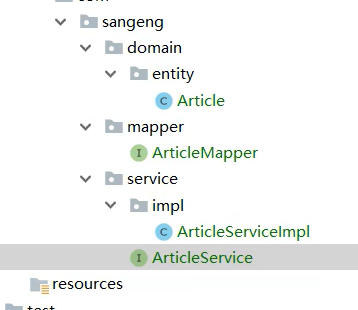 sangeng
domain
entity
C Article
mapper
I ArticleMapper
service
impl
C ArticleServiceImpl
I ArticleService
resources